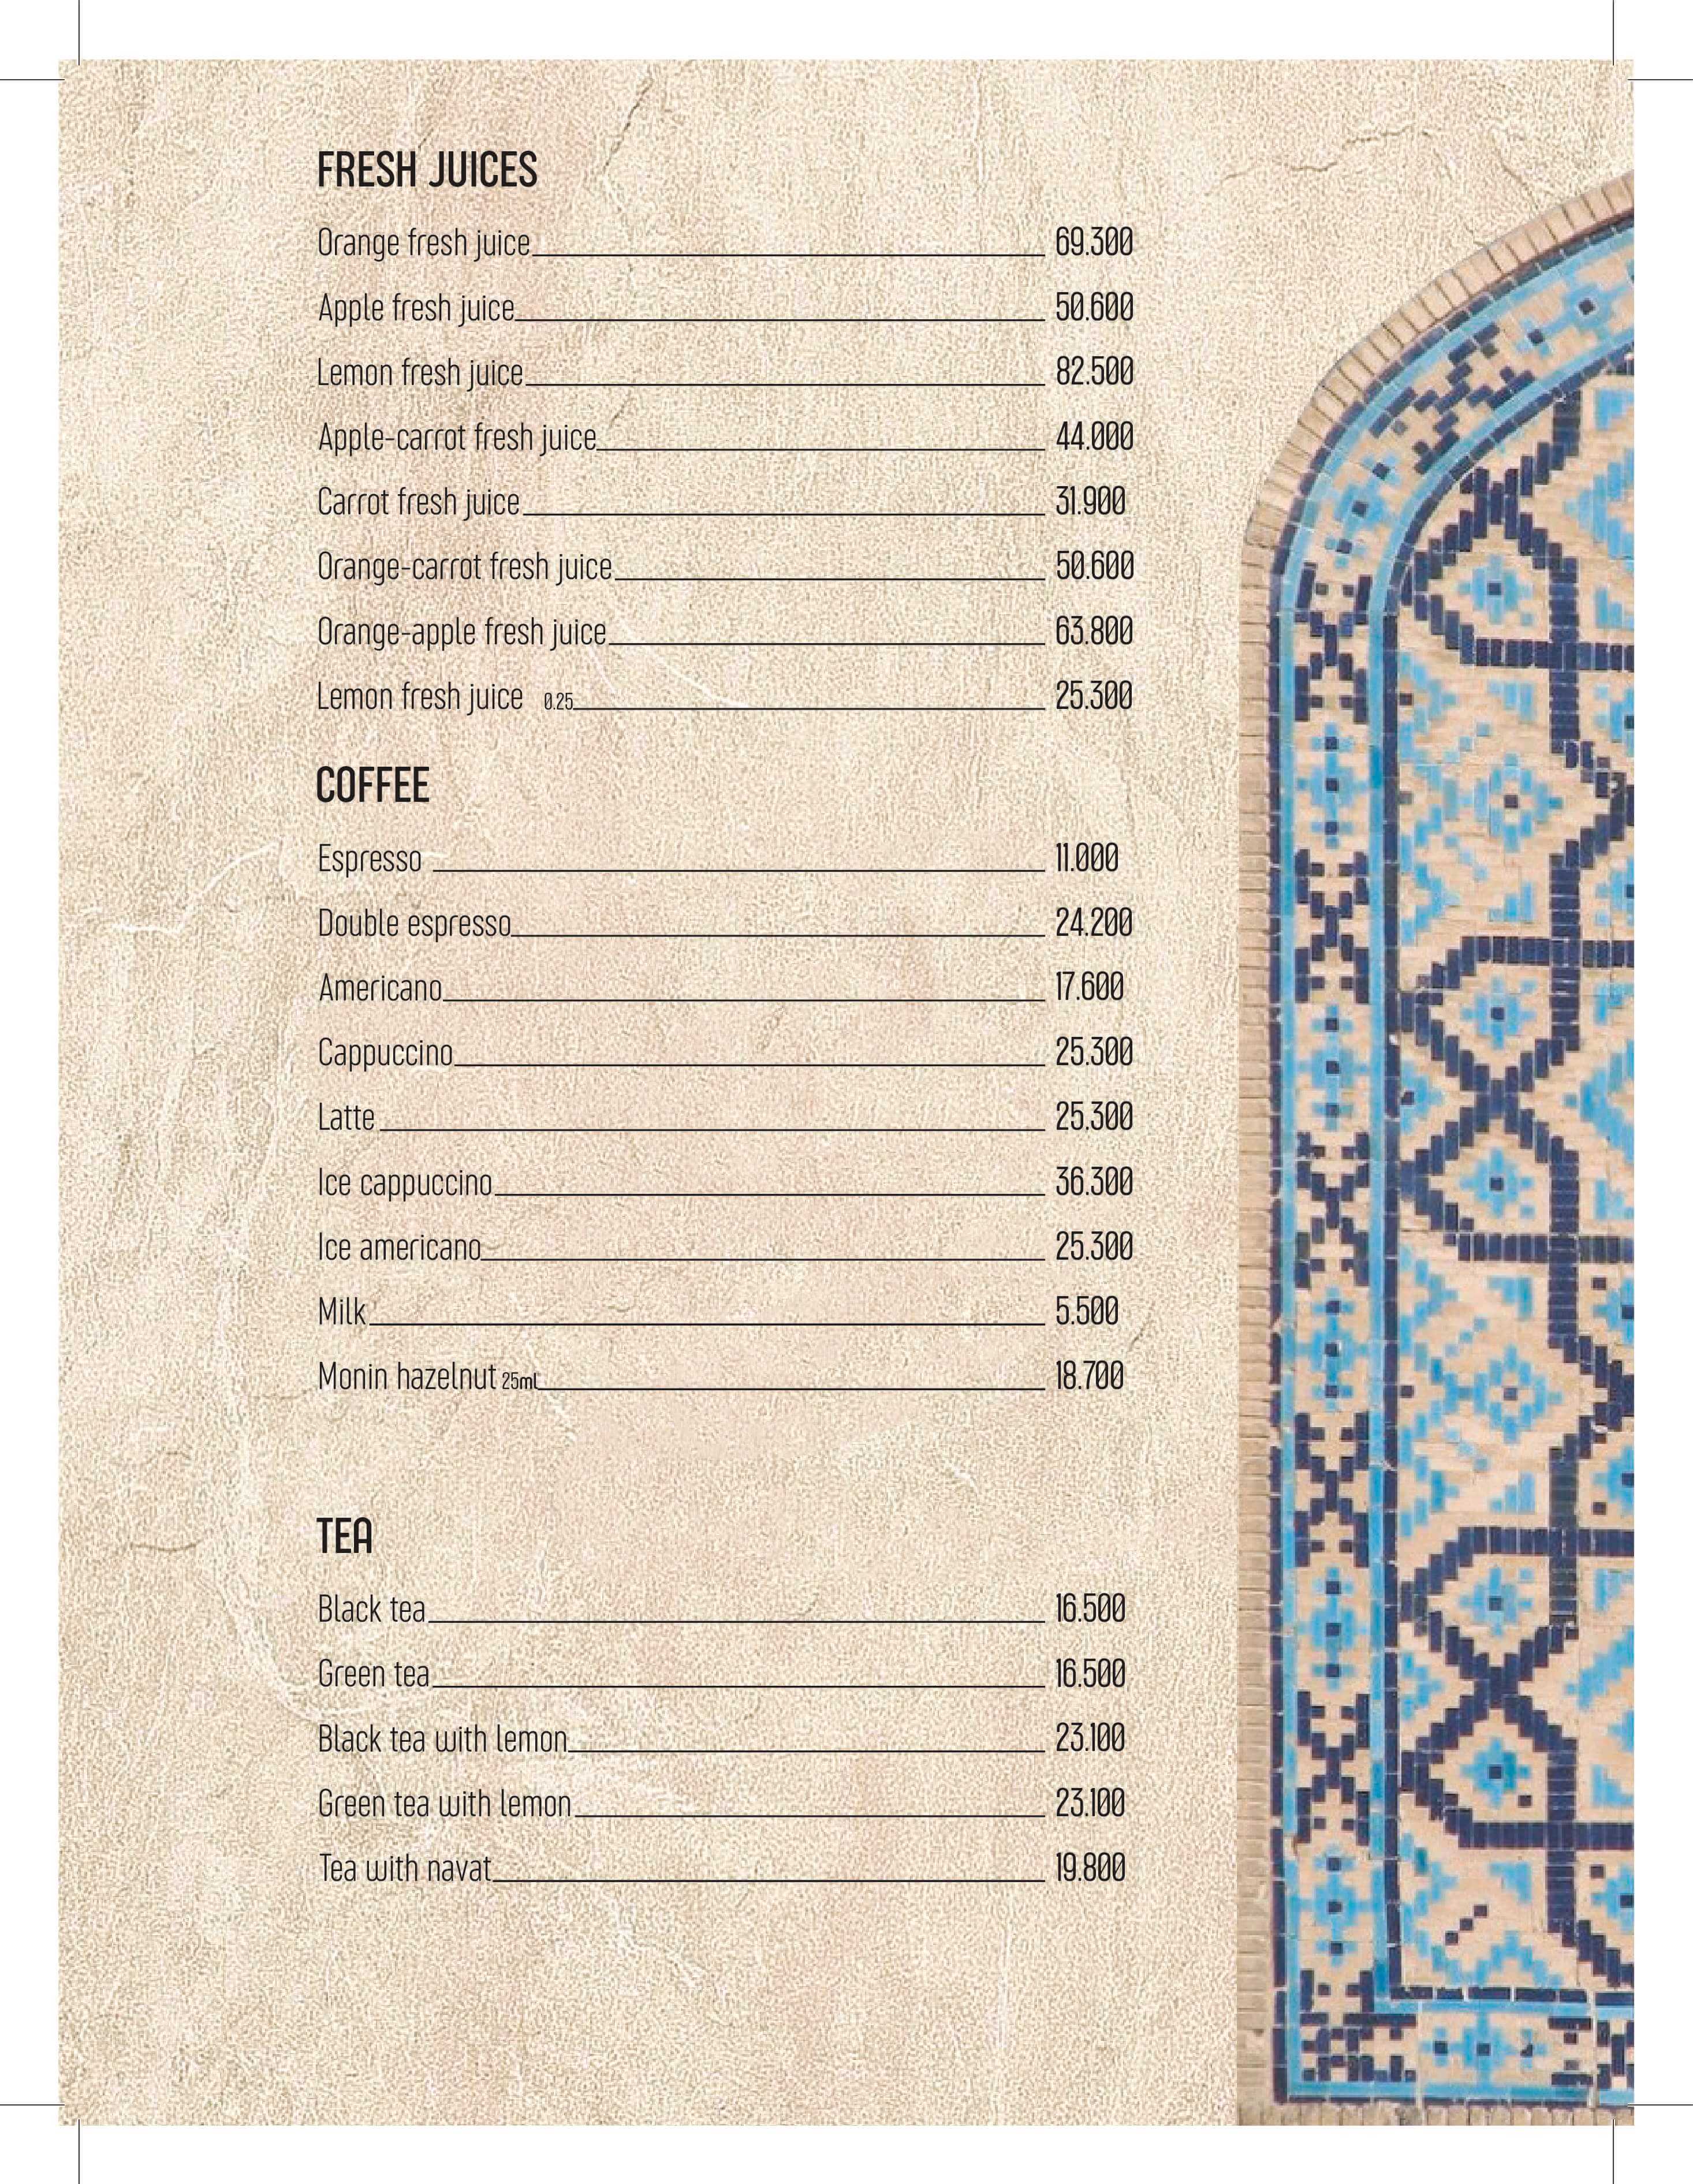 FRESH JUICES
Orange fresh juice 69.300
Apple fresh juice 50.600
Lemon fresh juice 82.500
Apple-carrot fresh juice 44.000
Carrot fresh juice 31.900
Orange-carrot fresh juice 50.600
Orange-apple fresh juice 63.800
Lemon fresh juice 0.25 25.300
COFFEE
Espresso 11.000
Double espresso 24.200
Americano 17.600
Cappuccino 25.300
Latte 25.300
Ice cappuccino 36.300
Ice americano 25.300
Milk 5.500
Monin hazelnut 25ml 18.700
TEA
Black tea 16.500
Green tea 16.500
Black tea with lemon 23.100
Green tea with lemon 23.100
Tea with navat 19.800